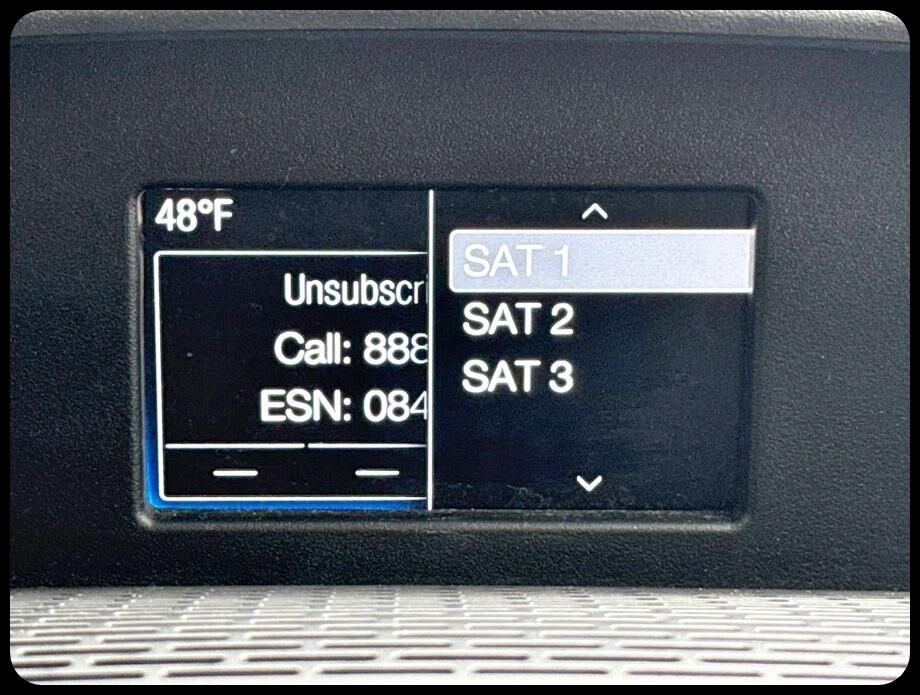 48°F
Unsubscri
Call: 888
ESN: 084
SAT 1
SAT 2
SAT 3